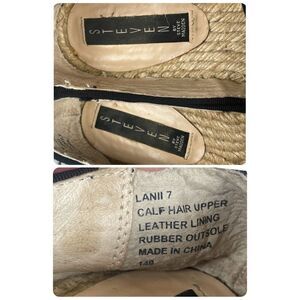 STEVEN
BY STEVE MADDEN
STEVEN
BY STEVE MADDEN
LANII 7
CALF HAIR UPPER
LEATHER LINING
RUBBER OUTSOLE
MADE IN CHINA